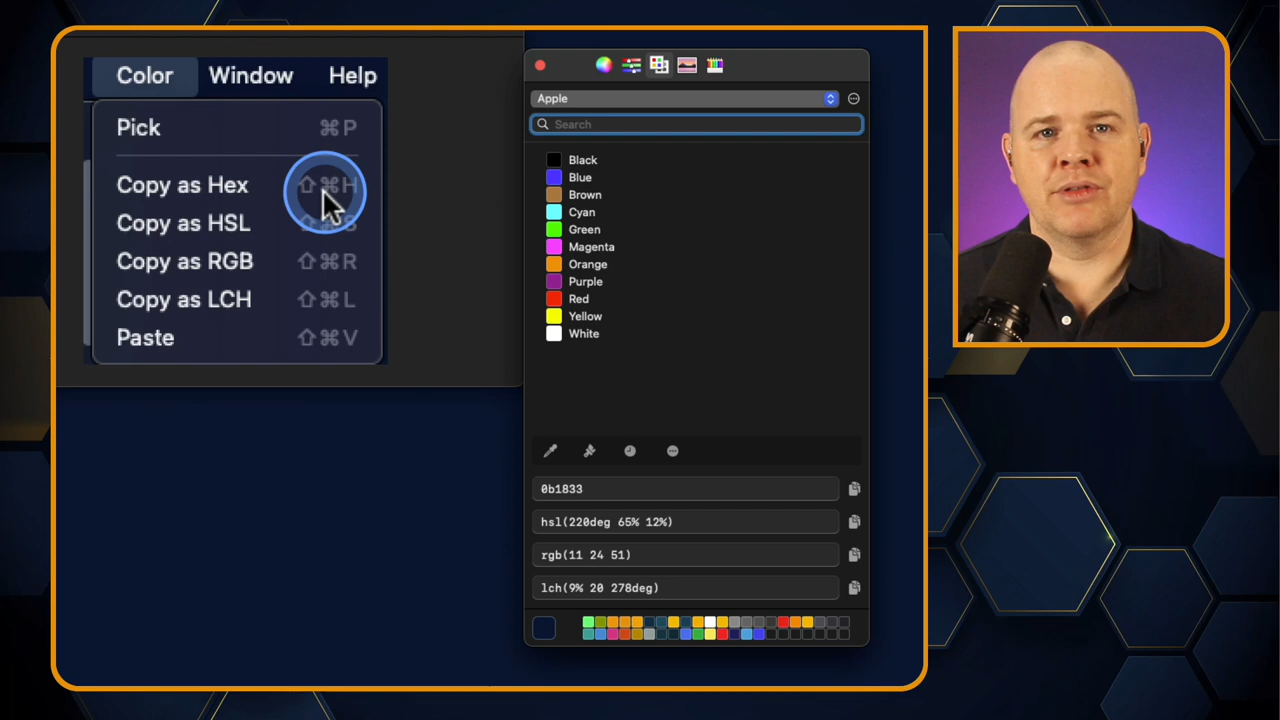 Color Window Help
Pick ⌘P
Copy as Hex ⇧⌘H
Copy as HSL ⇧⌘S
Copy as RGB ⇧⌘R
Copy as LCH ⇧⌘L
Paste ⇧⌘V
Apple
Search
Black
Blue
Brown
Cyan
Green
Magenta
Orange
Purple
Red
Yellow
White
0b1833
hsl(220deg 65% 12%)
rgb(11 24 51)
lch(9% 20 278deg)